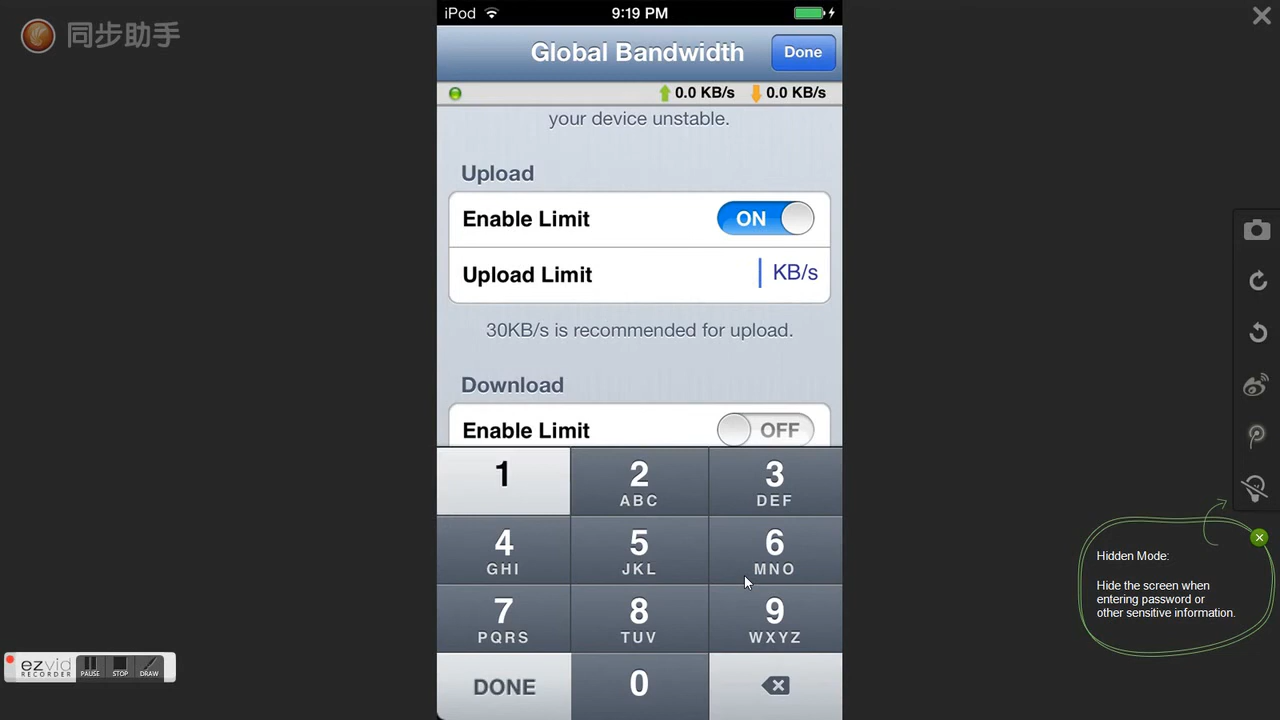 同步助手
iPod
9:19 PM
Global Bandwidth
Done
0.0 KB/s
0.0 KB/s
your device unstable.
Upload
Enable Limit
ON
Upload Limit
KB/s
30KB/s is recommended for upload.
Download
Enable Limit
OFF
1
2
ABC
3
DEF
4
GHI
5
JKL
6
MNO
7
PQRS
8
TUV
9
WXYZ
DONE
0
Hidden Mode:
Hide the screen when
entering password or
other sensitive information.
ezvid
RECORDER
PAUSE
STOP
DRAW